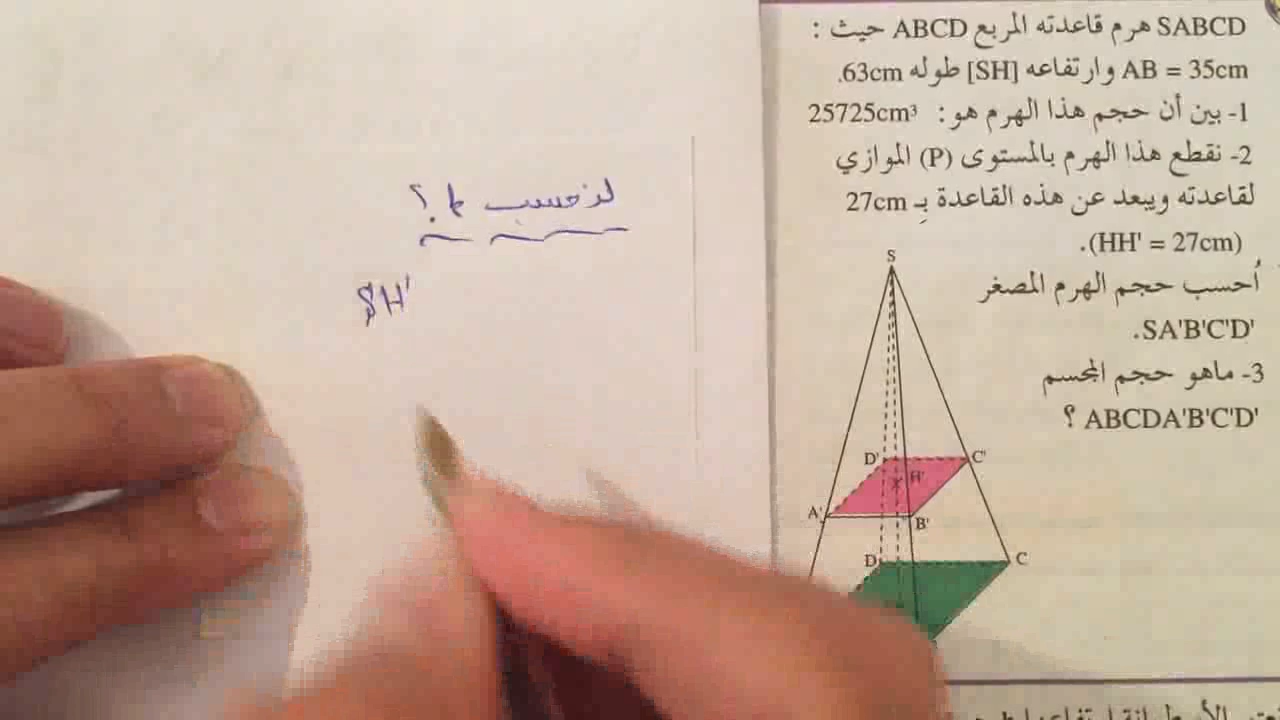 SABCD هرم قاعدته المربع ABCD حيث :
AB = 35cm وارتفاعه [SH] طوله 63cm.
1- بين أن حجم هذا الهرم هو : 25725cm³
2- نقطع هذا الهرم بالمستوى (P) الموازي
لقاعدته ويبعد عن هذه القاعدة بِـ 27cm
(HH' = 27cm).
أحسب حجم الهرم المصغر
SA'B'C'D'.
3- ماهو حجم المجسم
ABCDA'B'C'D' ؟
S
D'
C'
H'
A'
B'
D
C
لنحسب k ؟
SH'